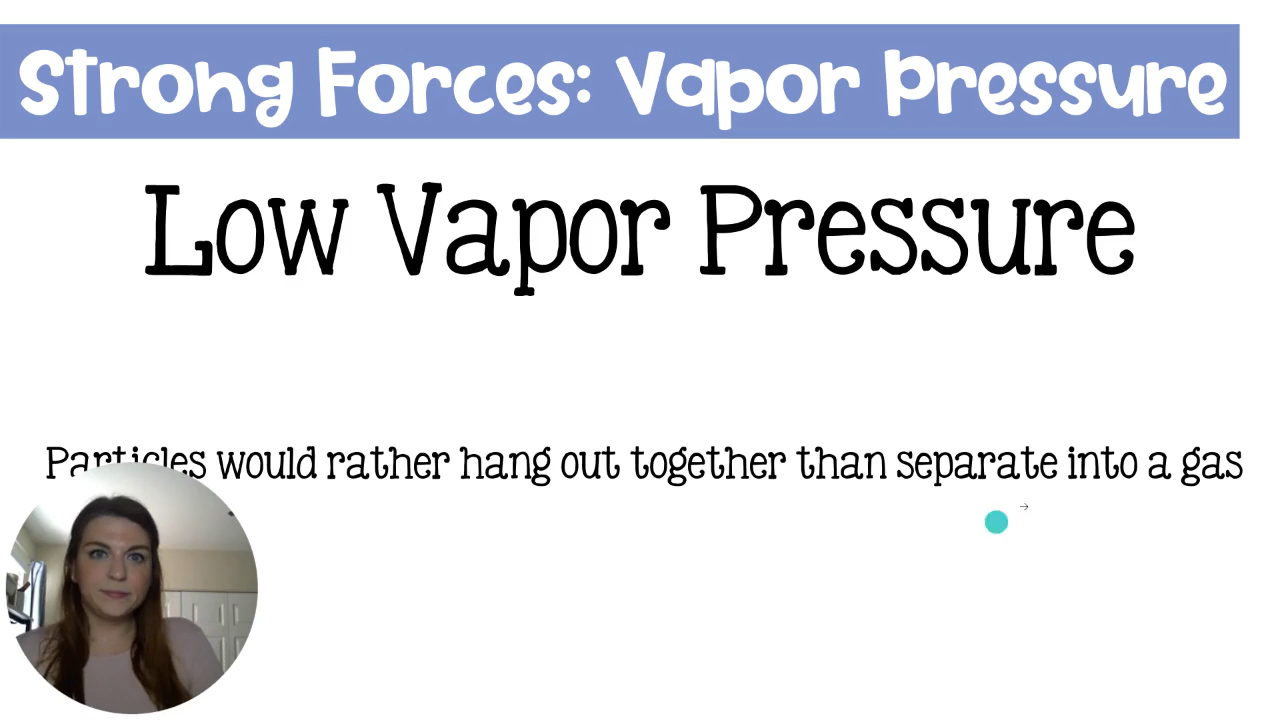 Strong Forces: Vapor Pressure
Low Vapor Pressure
Particles would rather hang out together than separate into a gas